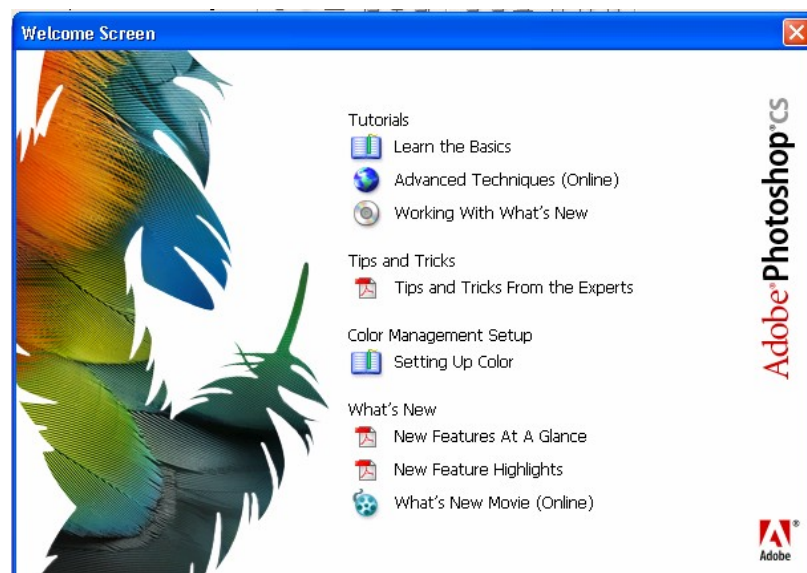 Welcome Screen
Tutorials
Learn the Basics
Advanced Techniques (Online)
Working With What's New
Tips and Tricks
Tips and Tricks From the Experts
Color Management Setup
Setting Up Color
What's New
New Features At A Glance
New Feature Highlights
What's New Movie (Online)
Adobe® Photoshop® CS
Adobe